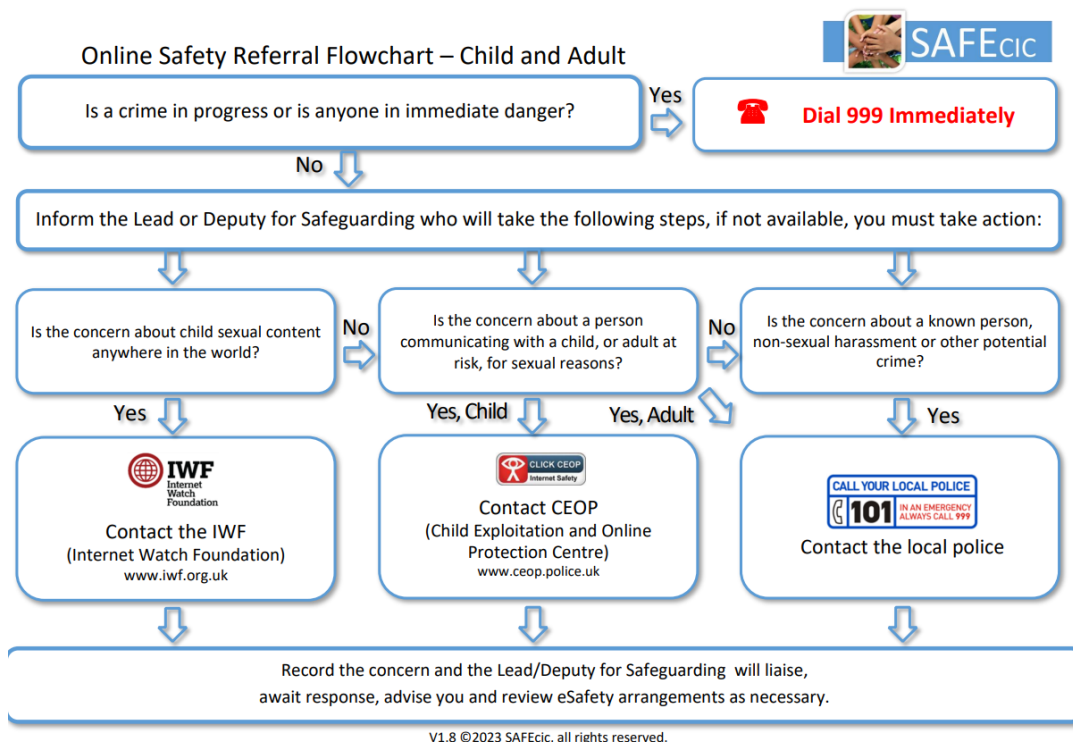 SAFEcic
Online Safety Referral Flowchart – Child and Adult
Is a crime in progress or is anyone in immediate danger?
Yes
Dial 999 Immediately
No
Inform the Lead or Deputy for Safeguarding who will take the following steps, if not available, you must take action:
Is the concern about child sexual content
anywhere in the world?
No
Is the concern about a person
communicating with a child, or adult at
risk, for sexual reasons?
No
Is the concern about a known person,
non-sexual harassment or other potential
crime?
Yes
Yes, Child
Yes, Adult
Yes
IWF
Internet
Watch
Foundation
Contact the IWF
(Internet Watch Foundation)
www.iwf.org.uk
CLICK CEOP
Internet Safety
Contact CEOP
(Child Exploitation and Online
Protection Centre)
www.ceop.police.uk
CALL YOUR LOCAL POLICE
101
IN AN EMERGENCY
ALWAYS CALL 999
Contact the local police
Record the concern and the Lead/Deputy for Safeguarding will liaise,
await response, advise you and review eSafety arrangements as necessary.
V1.8 ©2023 SAFEcic, all rights reserved.